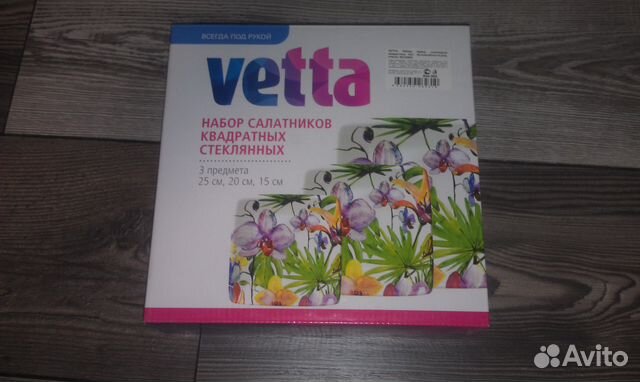 ВСЕГДА ПОД РУКОЙ
vetta
НАБОР САЛАТНИКОВ
КВАДРАТНЫХ
СТЕКЛЯННЫХ
3 предмета
25 см, 20 см, 15 см
Avito